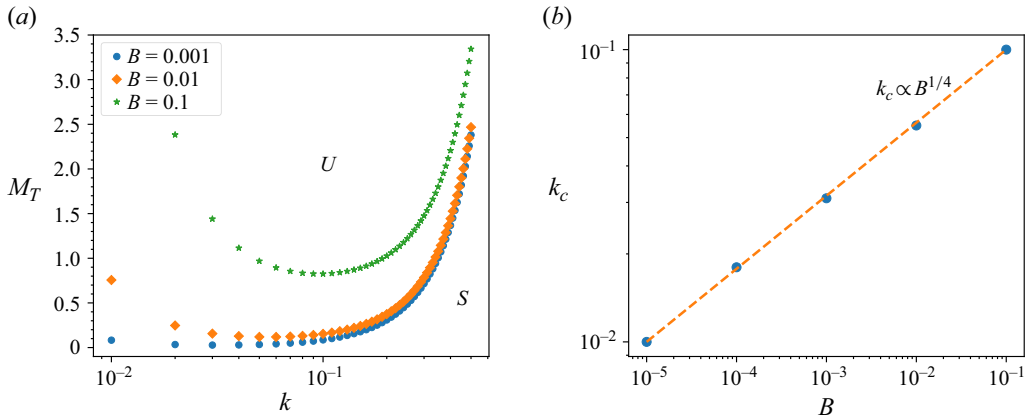 (a)
3.5
3.0
2.5
2.0
1.5
1.0
0.5
0
M_T
B = 0.001
B = 0.01
B = 0.1
U
S
10⁻²
10⁻¹
k
(b)
10⁻¹
10⁻²
k_c
k_c ∝ B^{1/4}
10⁻⁵
10⁻⁴
10⁻³
10⁻²
10⁻¹
B